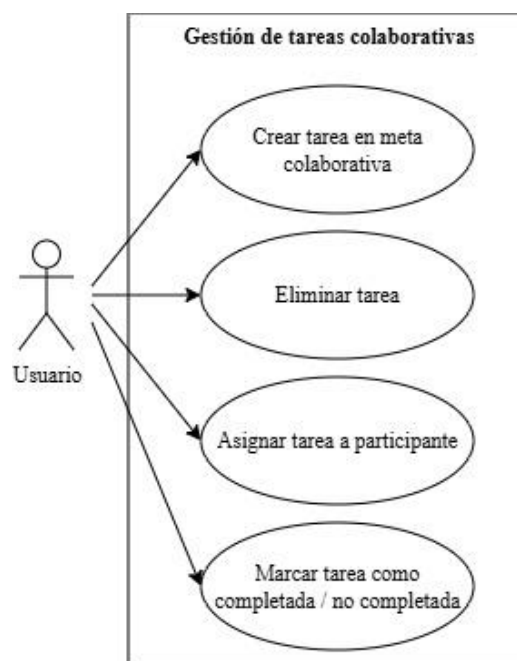 Gestión de tareas colaborativas
Crear tarea en meta
colaborativa
Eliminar tarea
Usuario
Asignar tarea a participante
Marcar tarea como
completada / no completada